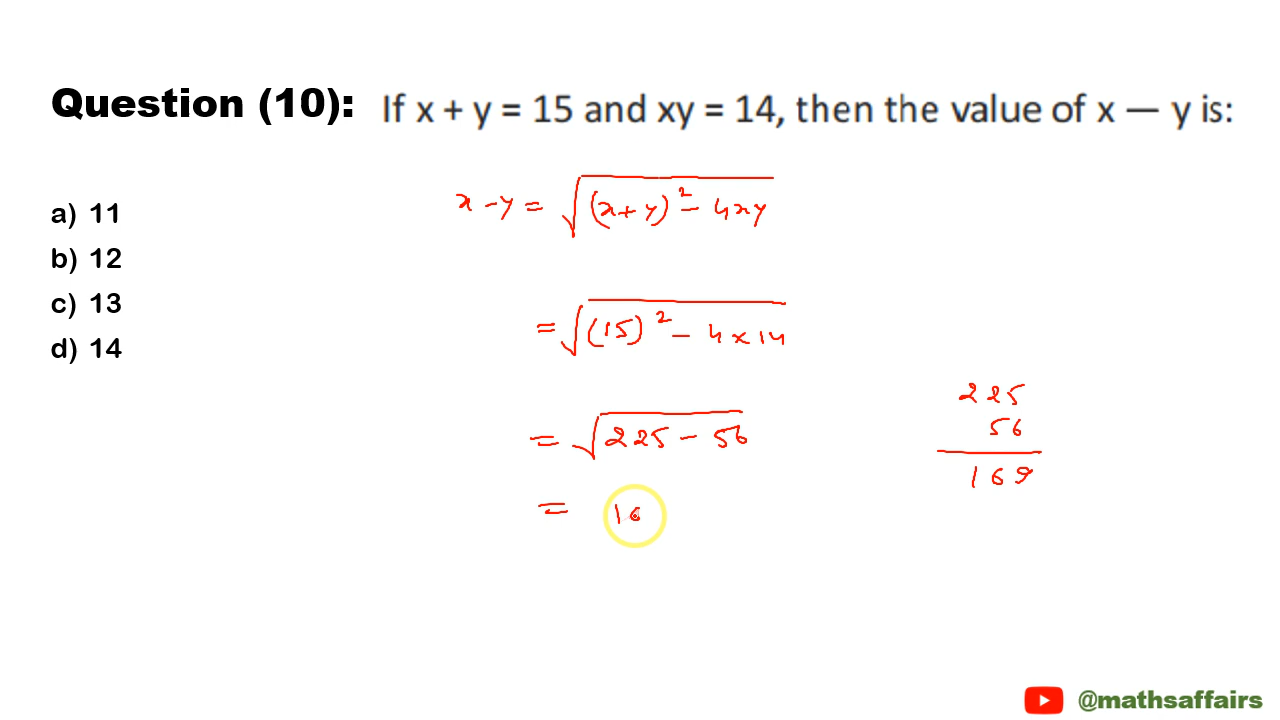 Question (10): If x + y = 15 and xy = 14, then the value of x — y is:
a) 11
b) 12
c) 13
d) 14
x - y = √(x+y)² - 4xy
= √(15)² - 4 x 14
= √225 - 56
= 16
225
56
169
@mathsaffairs